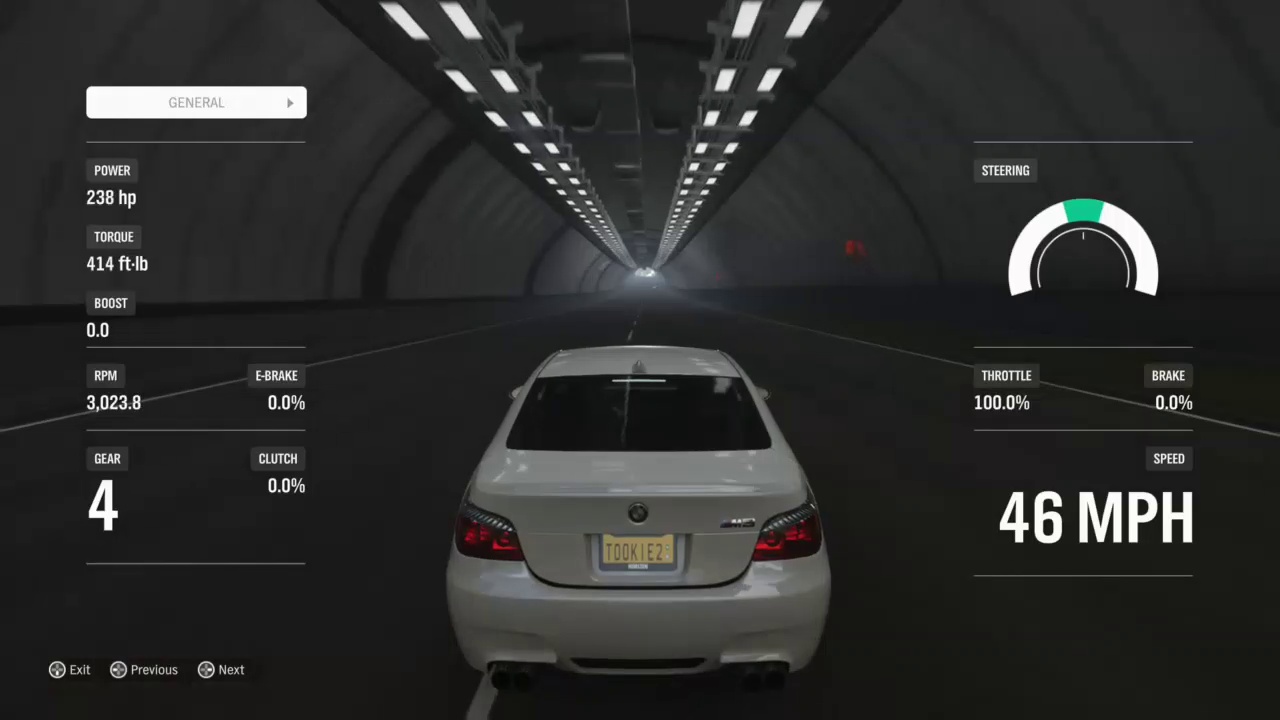 GENERAL
POWER
238 hp
TORQUE
414 ft·lb
BOOST
0.0
RPM
E-BRAKE
3,023.8
0.0%
GEAR
CLUTCH
4
0.0%
STEERING
THROTTLE
BRAKE
100.0%
0.0%
SPEED
46 MPH
TOOKIE2
HORIZON
Exit
Previous
Next